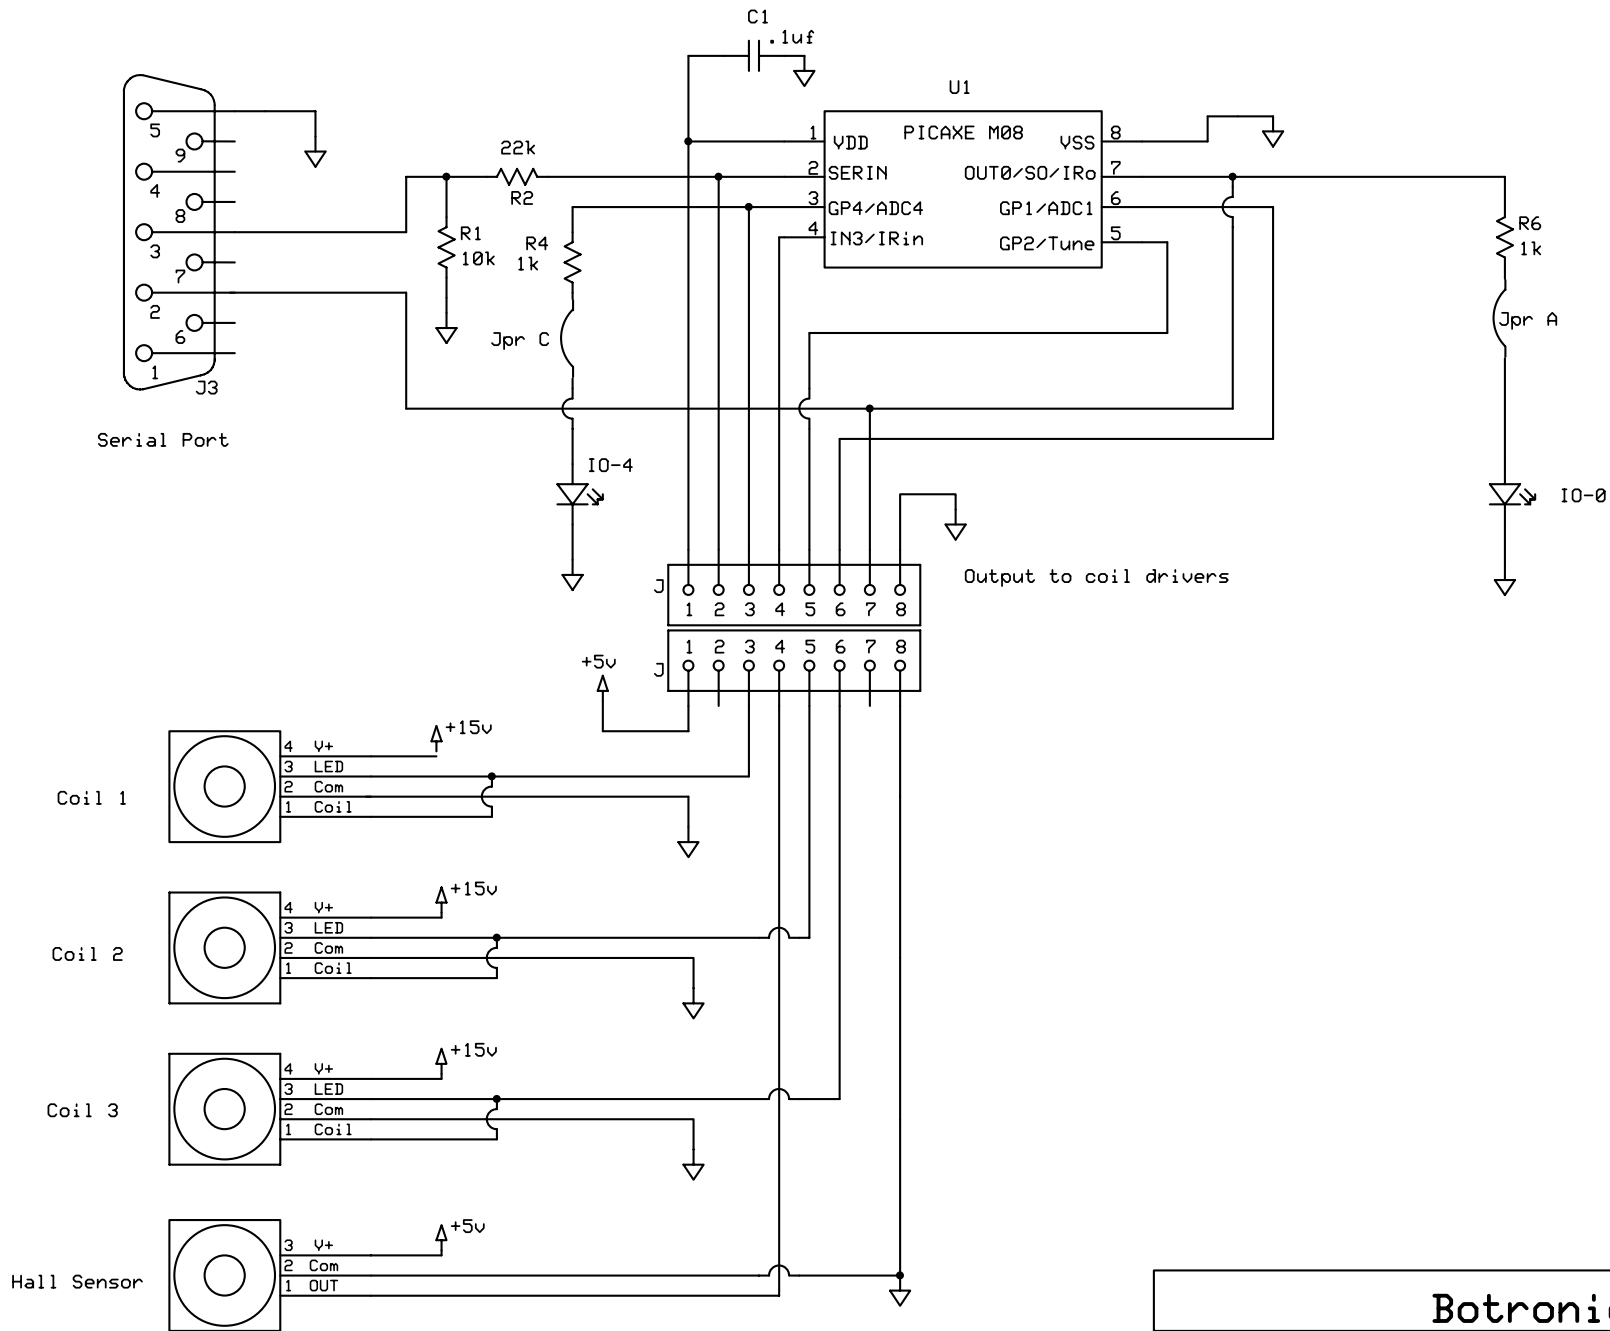 C1
.1uf
U1
PICAXE M08
1 VDD
VSS 8
2 SERIN
OUT0/SO/IRo 7
3 GP4/ADC4
GP1/ADC1 6
4 IN3/IRin
GP2/Tune 5
5
9
4
8
3
7
2
6
1
J3
Serial Port
22k
R2
R1
10k
R4
1k
Jpr C
IO-4
R6
1k
Jpr A
IO-0
Output to coil drivers
J
1 2 3 4 5 6 7 8
1 2 3 4 5 6 7 8
J
+5v
+15v
Coil 1
4 V+
3 LED
2 Com
1 Coil
+15v
Coil 2
4 V+
3 LED
2 Com
1 Coil
+15v
Coil 3
4 V+
3 LED
2 Com
1 Coil
+5v
Hall Sensor
3 V+
2 Com
1 OUT